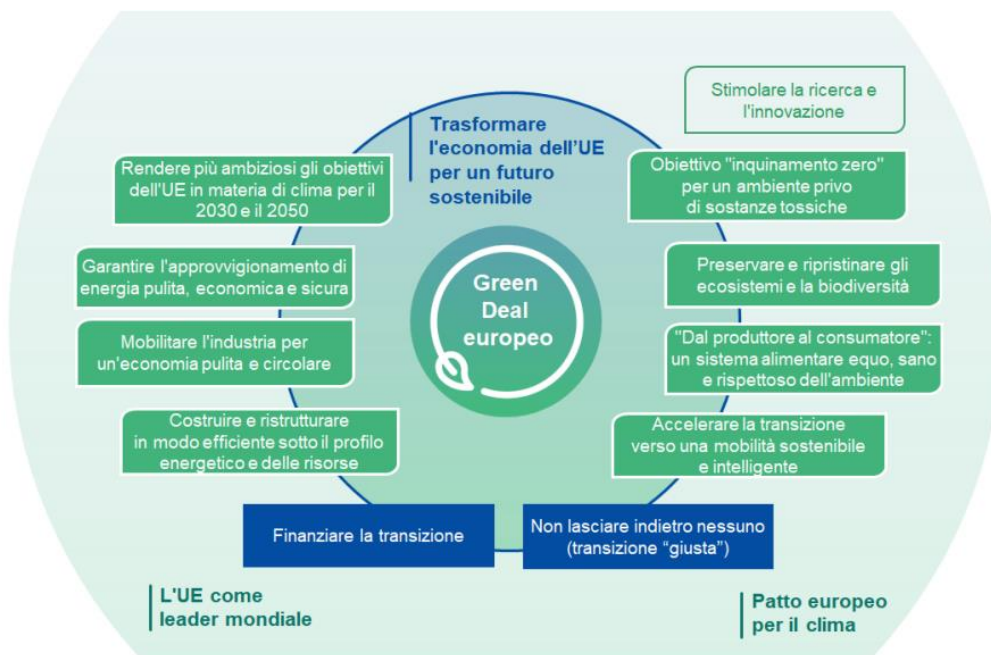 Stimolare la ricerca e
l'innovazione
Trasformare
l'economia dell'UE
per un futuro
sostenibile
Rendere più ambiziosi gli obiettivi
dell'UE in materia di clima per il
2030 e il 2050
Obiettivo "inquinamento zero"
per un ambiente privo
di sostanze tossiche
Garantire l'approvvigionamento di
energia pulita, economica e sicura
Green
Deal
europeo
Preservare e ripristinare gli
ecosistemi e la biodiversità
Mobilitare l'industria per
un'economia pulita e circolare
"Dal produttore al consumatore":
un sistema alimentare equo, sano
e rispettoso dell'ambiente
Costruire e ristrutturare
in modo efficiente sotto il profilo
energetico e delle risorse
Accelerare la transizione
verso una mobilità sostenibile
e intelligente
Finanziare la transizione
Non lasciare indietro nessuno
(transizione “giusta”)
L'UE come
leader mondiale
Patto europeo
per il clima